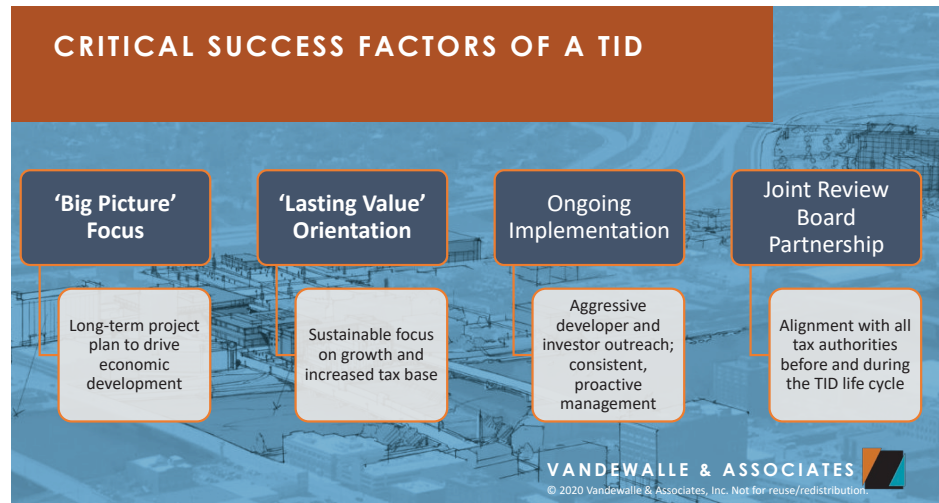 CRITICAL SUCCESS FACTORS OF A TID
‘Big Picture’
Focus
Long-term project
plan to drive
economic
development
‘Lasting Value’
Orientation
Sustainable focus
on growth and
increased tax base
Ongoing
Implementation
Aggressive
developer and
investor outreach;
consistent,
proactive
management
Joint Review
Board
Partnership
Alignment with all
tax authorities
before and during
the TID life cycle
VANDEWALLE & ASSOCIATES
© 2020 Vandewalle & Associates, Inc. Not for reuse/redistribution.